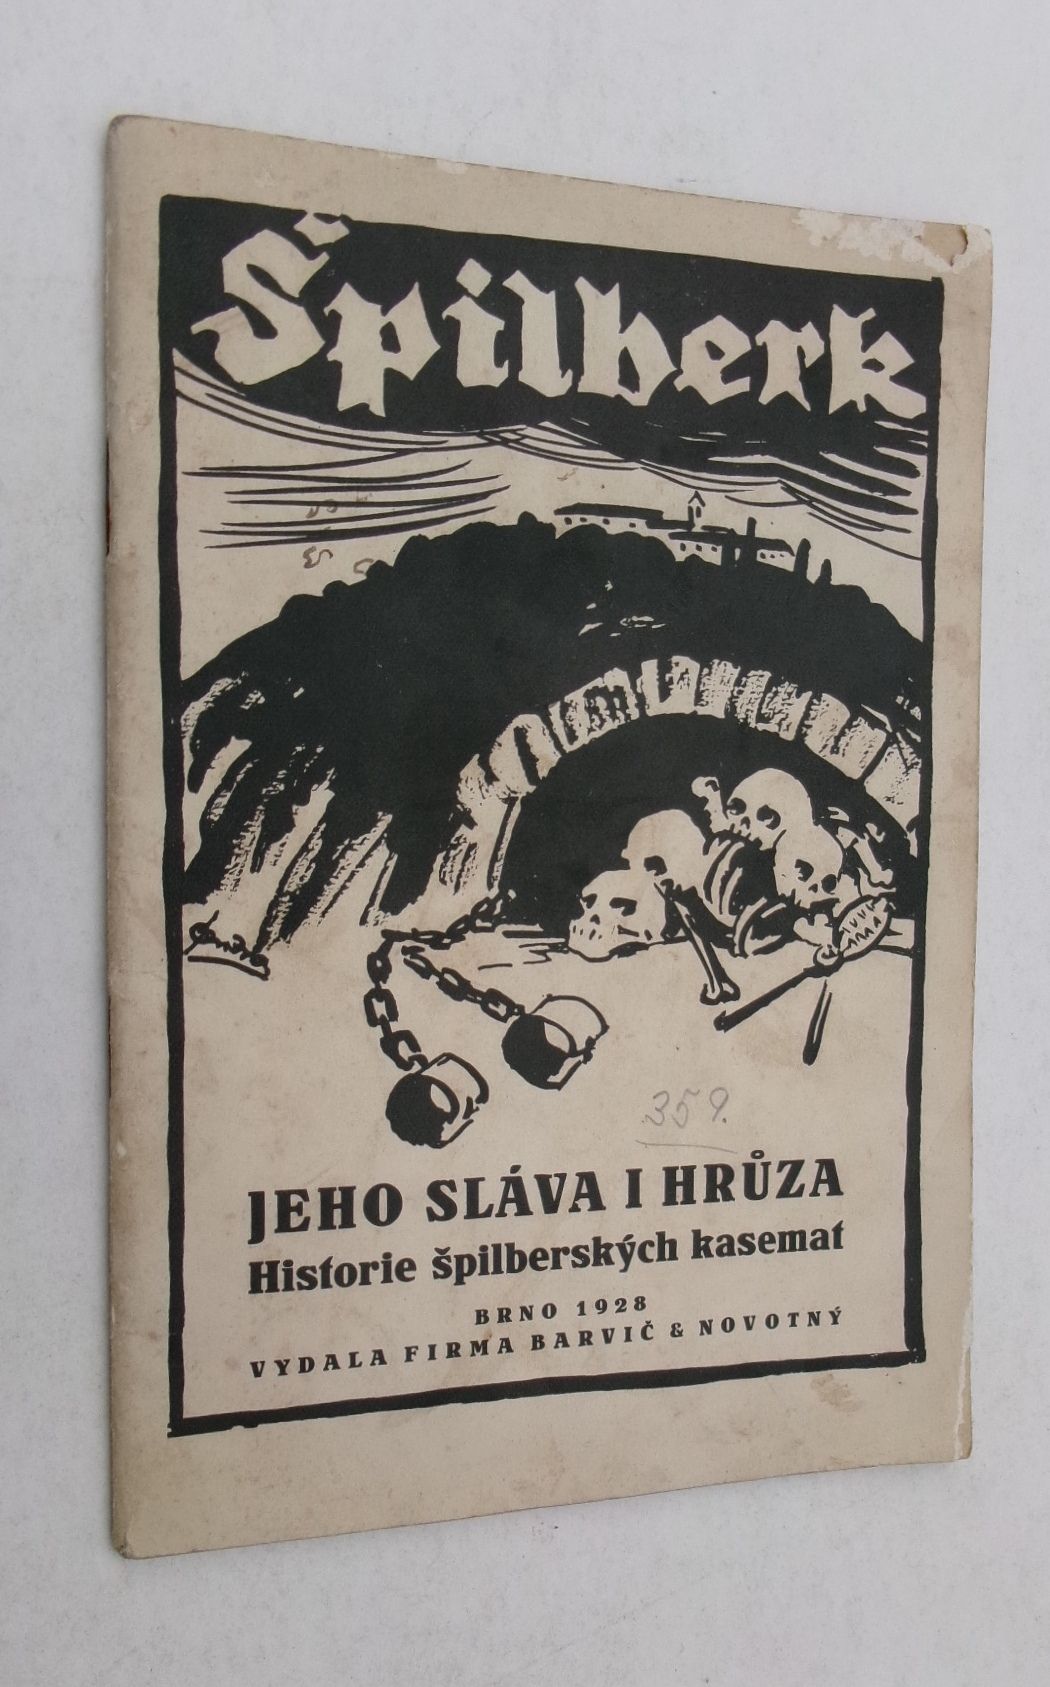 Špilberk
359.
JEHO SLÁVA I HRŮZA
Historie špilberských kasemat
BRNO 1928
VYDALA FIRMA BARVIČ & NOVOTNÝ